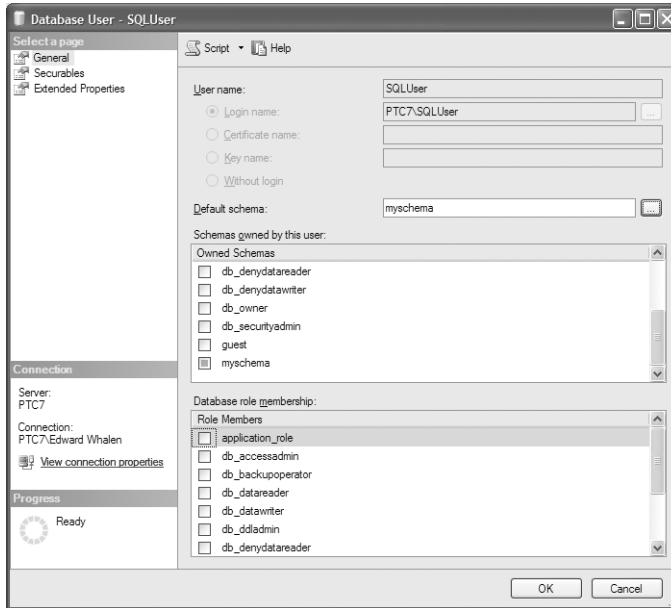 Database User - SQLUser
Select a page
General
Securables
Extended Properties
Script
Help
User name:
SQLUser
Login name:
PTC7\SQLUser
...
Certificate name:
Key name:
Without login
Default schema:
myschema
...
Schemas owned by this user:
Owned Schemas
db_denydatareader
db_denydatawriter
db_owner
db_securityadmin
guest
myschema
Database role membership:
Role Members
application_role
db_accessadmin
db_backupoperator
db_datareader
db_datawriter
db_ddladmin
db_denydatareader
Connection
Server:
PTC7
Connection:
PTC7\Edward Whalen
View connection properties
Progress
Ready
OK
Cancel